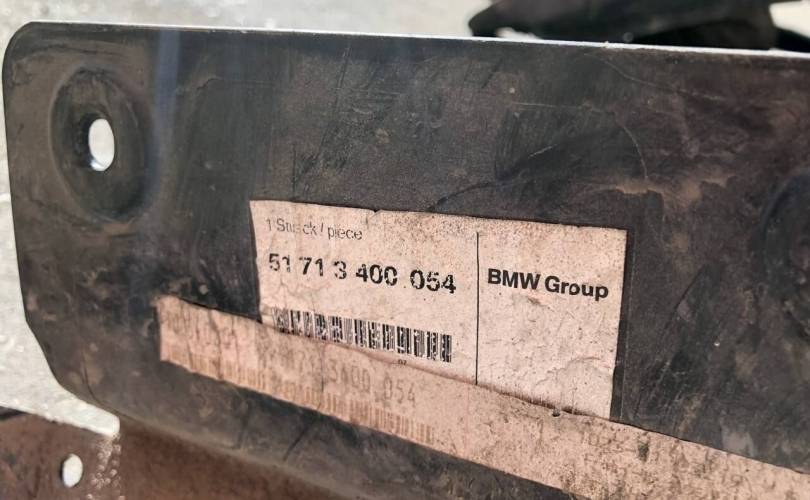 1 Stück / piece
51 71 3 400 054
BMW Group
3400 054